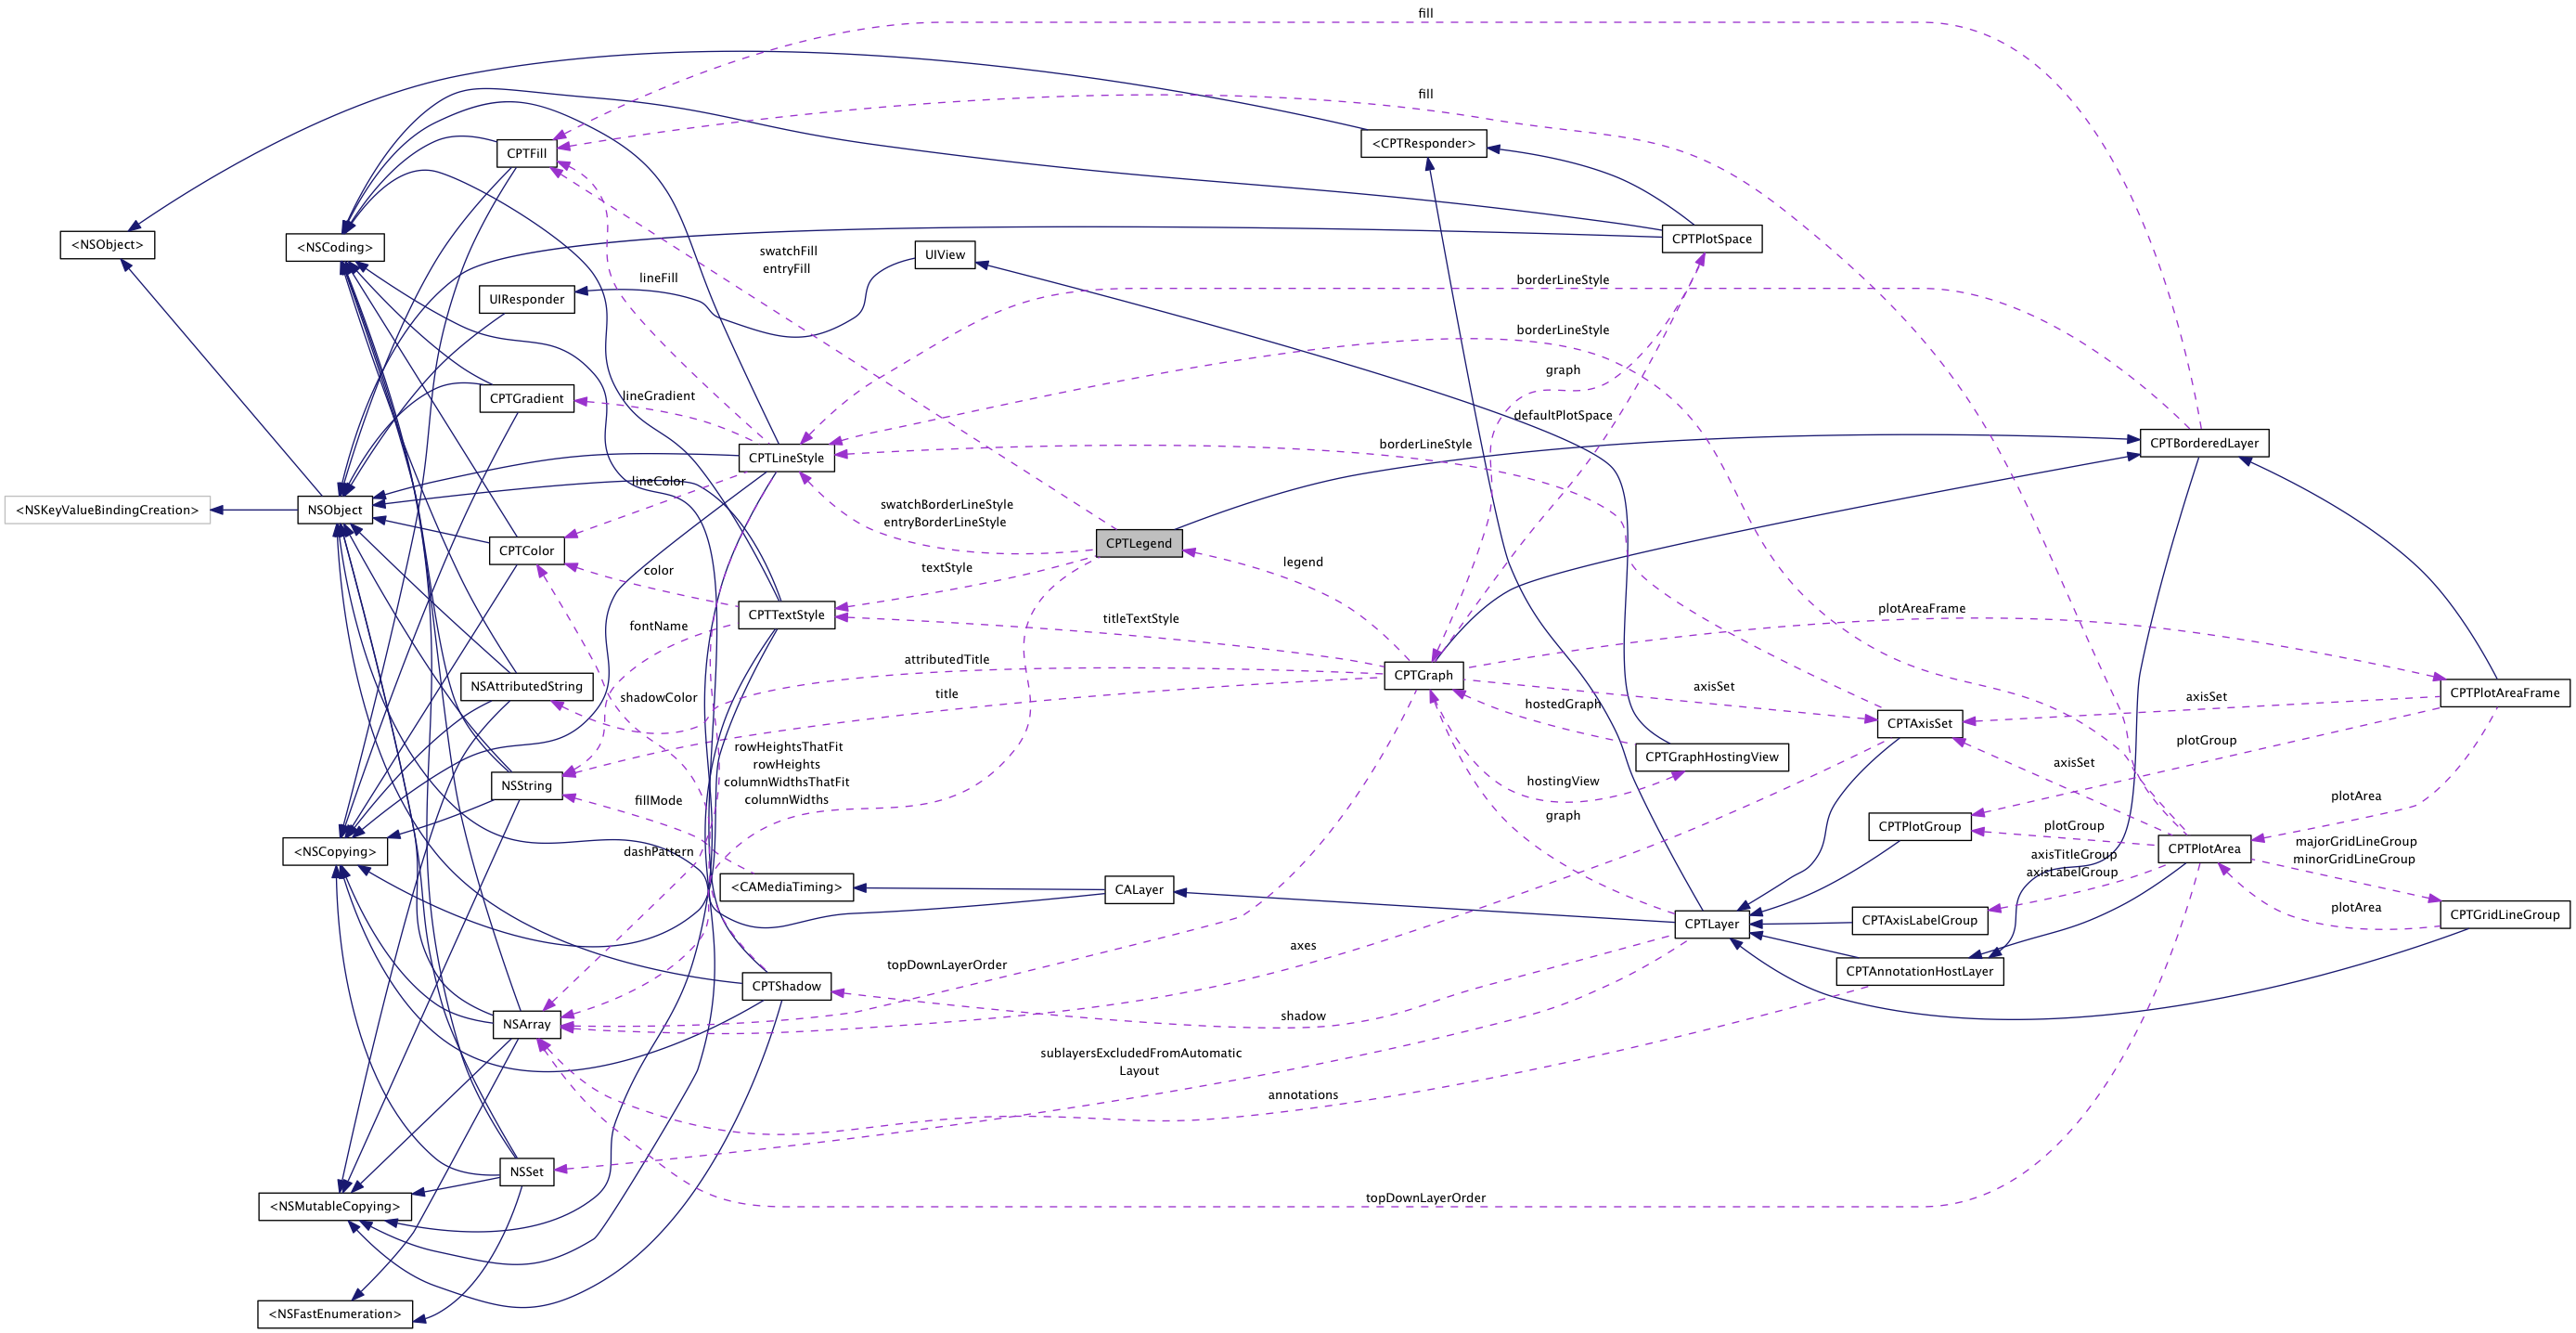 fill
fill
<CPTResponder>
CPTFill
<NSObject>
<NSCoding>
swatchFill
entryFill
UIView
CPTPlotSpace
lineFill
borderLineStyle
UIResponder
borderLineStyle
graph
CPTGradient
lineGradient
defaultPlotSpace
borderLineStyle
CPTBorderedLayer
CPTLineStyle
lineColor
<NSKeyValueBindingCreation>
NSObject
swatchBorderLineStyle
entryBorderLineStyle
CPTLegend
CPTColor
color
textStyle
legend
CPTTextStyle
fontName
titleTextStyle
plotAreaFrame
attributedTitle
CPTGraph
NSAttributedString
shadowColor
title
axisSet
axisSet
CPTPlotAreaFrame
hostedGraph
CPTAxisSet
plotGroup
rowHeightsThatFit
rowHeights
columnWidthsThatFit
columnWidths
CPTGraphHostingView
axisSet
NSString
fillMode
hostingView
graph
plotArea
CPTPlotGroup
plotGroup
<NSCopying>
dashPattern
axisTitleGroup
axisLabelGroup
CPTPlotArea
majorGridLineGroup
minorGridLineGroup
<CAMediaTiming>
CALayer
plotArea
CPTLayer
CPTAxisLabelGroup
CPTGridLineGroup
axes
topDownLayerOrder
CPTAnnotationHostLayer
CPTShadow
NSArray
shadow
sublayersExcludedFromAutomatic
Layout
annotations
NSSet
<NSMutableCopying>
topDownLayerOrder
<NSFastEnumeration>